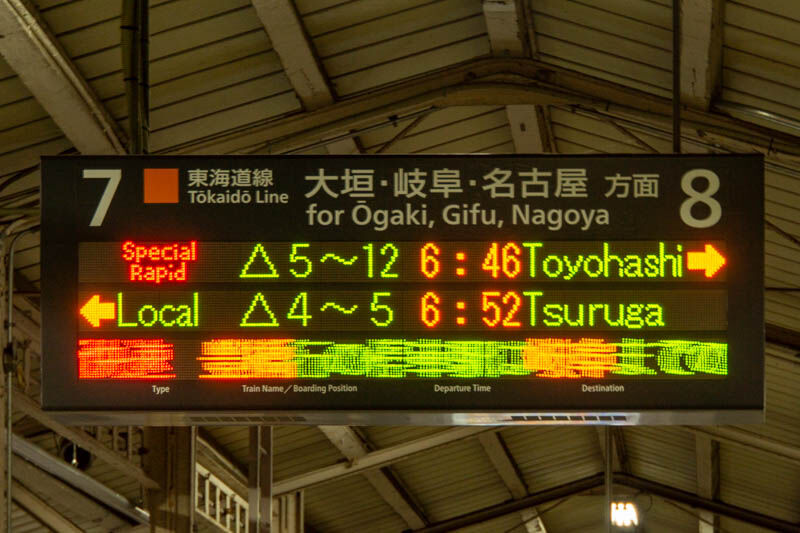 7 東海道線 大垣・岐阜・名古屋 方面 8
Tōkaidō Line for Ōgaki, Gifu, Nagoya
Special Rapid △ 5～12 6：46 Toyohashi →
← Local △ 4～ 5 6：52 Tsuruga
Type Train Name／Boarding Position Departure Time Destination